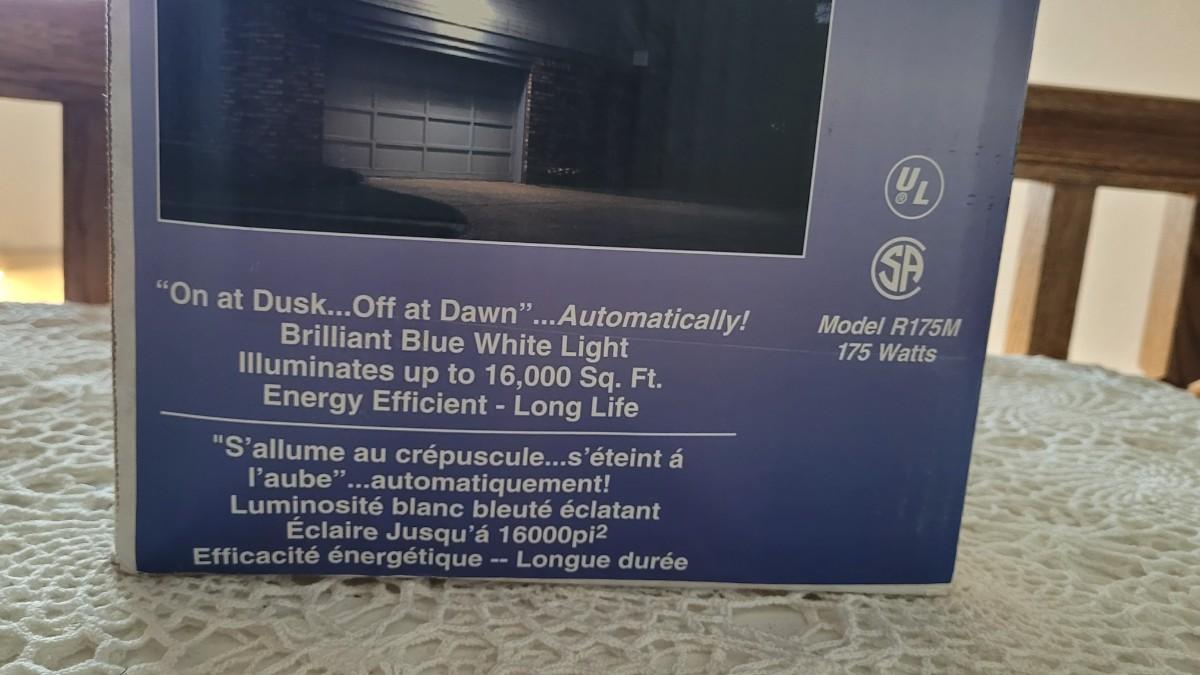 UL
®
SA
Model R175M
175 Watts
“On at Dusk...Off at Dawn”...Automatically!
Brilliant Blue White Light
Illuminates up to 16,000 Sq. Ft.
Energy Efficient - Long Life
"S’allume au crépuscule...s’éteint á
l’aube”...automatiquement!
Luminosité blanc bleuté éclatant
Éclaire Jusqu’á 16000pi²
Efficacité énergétique -- Longue durée